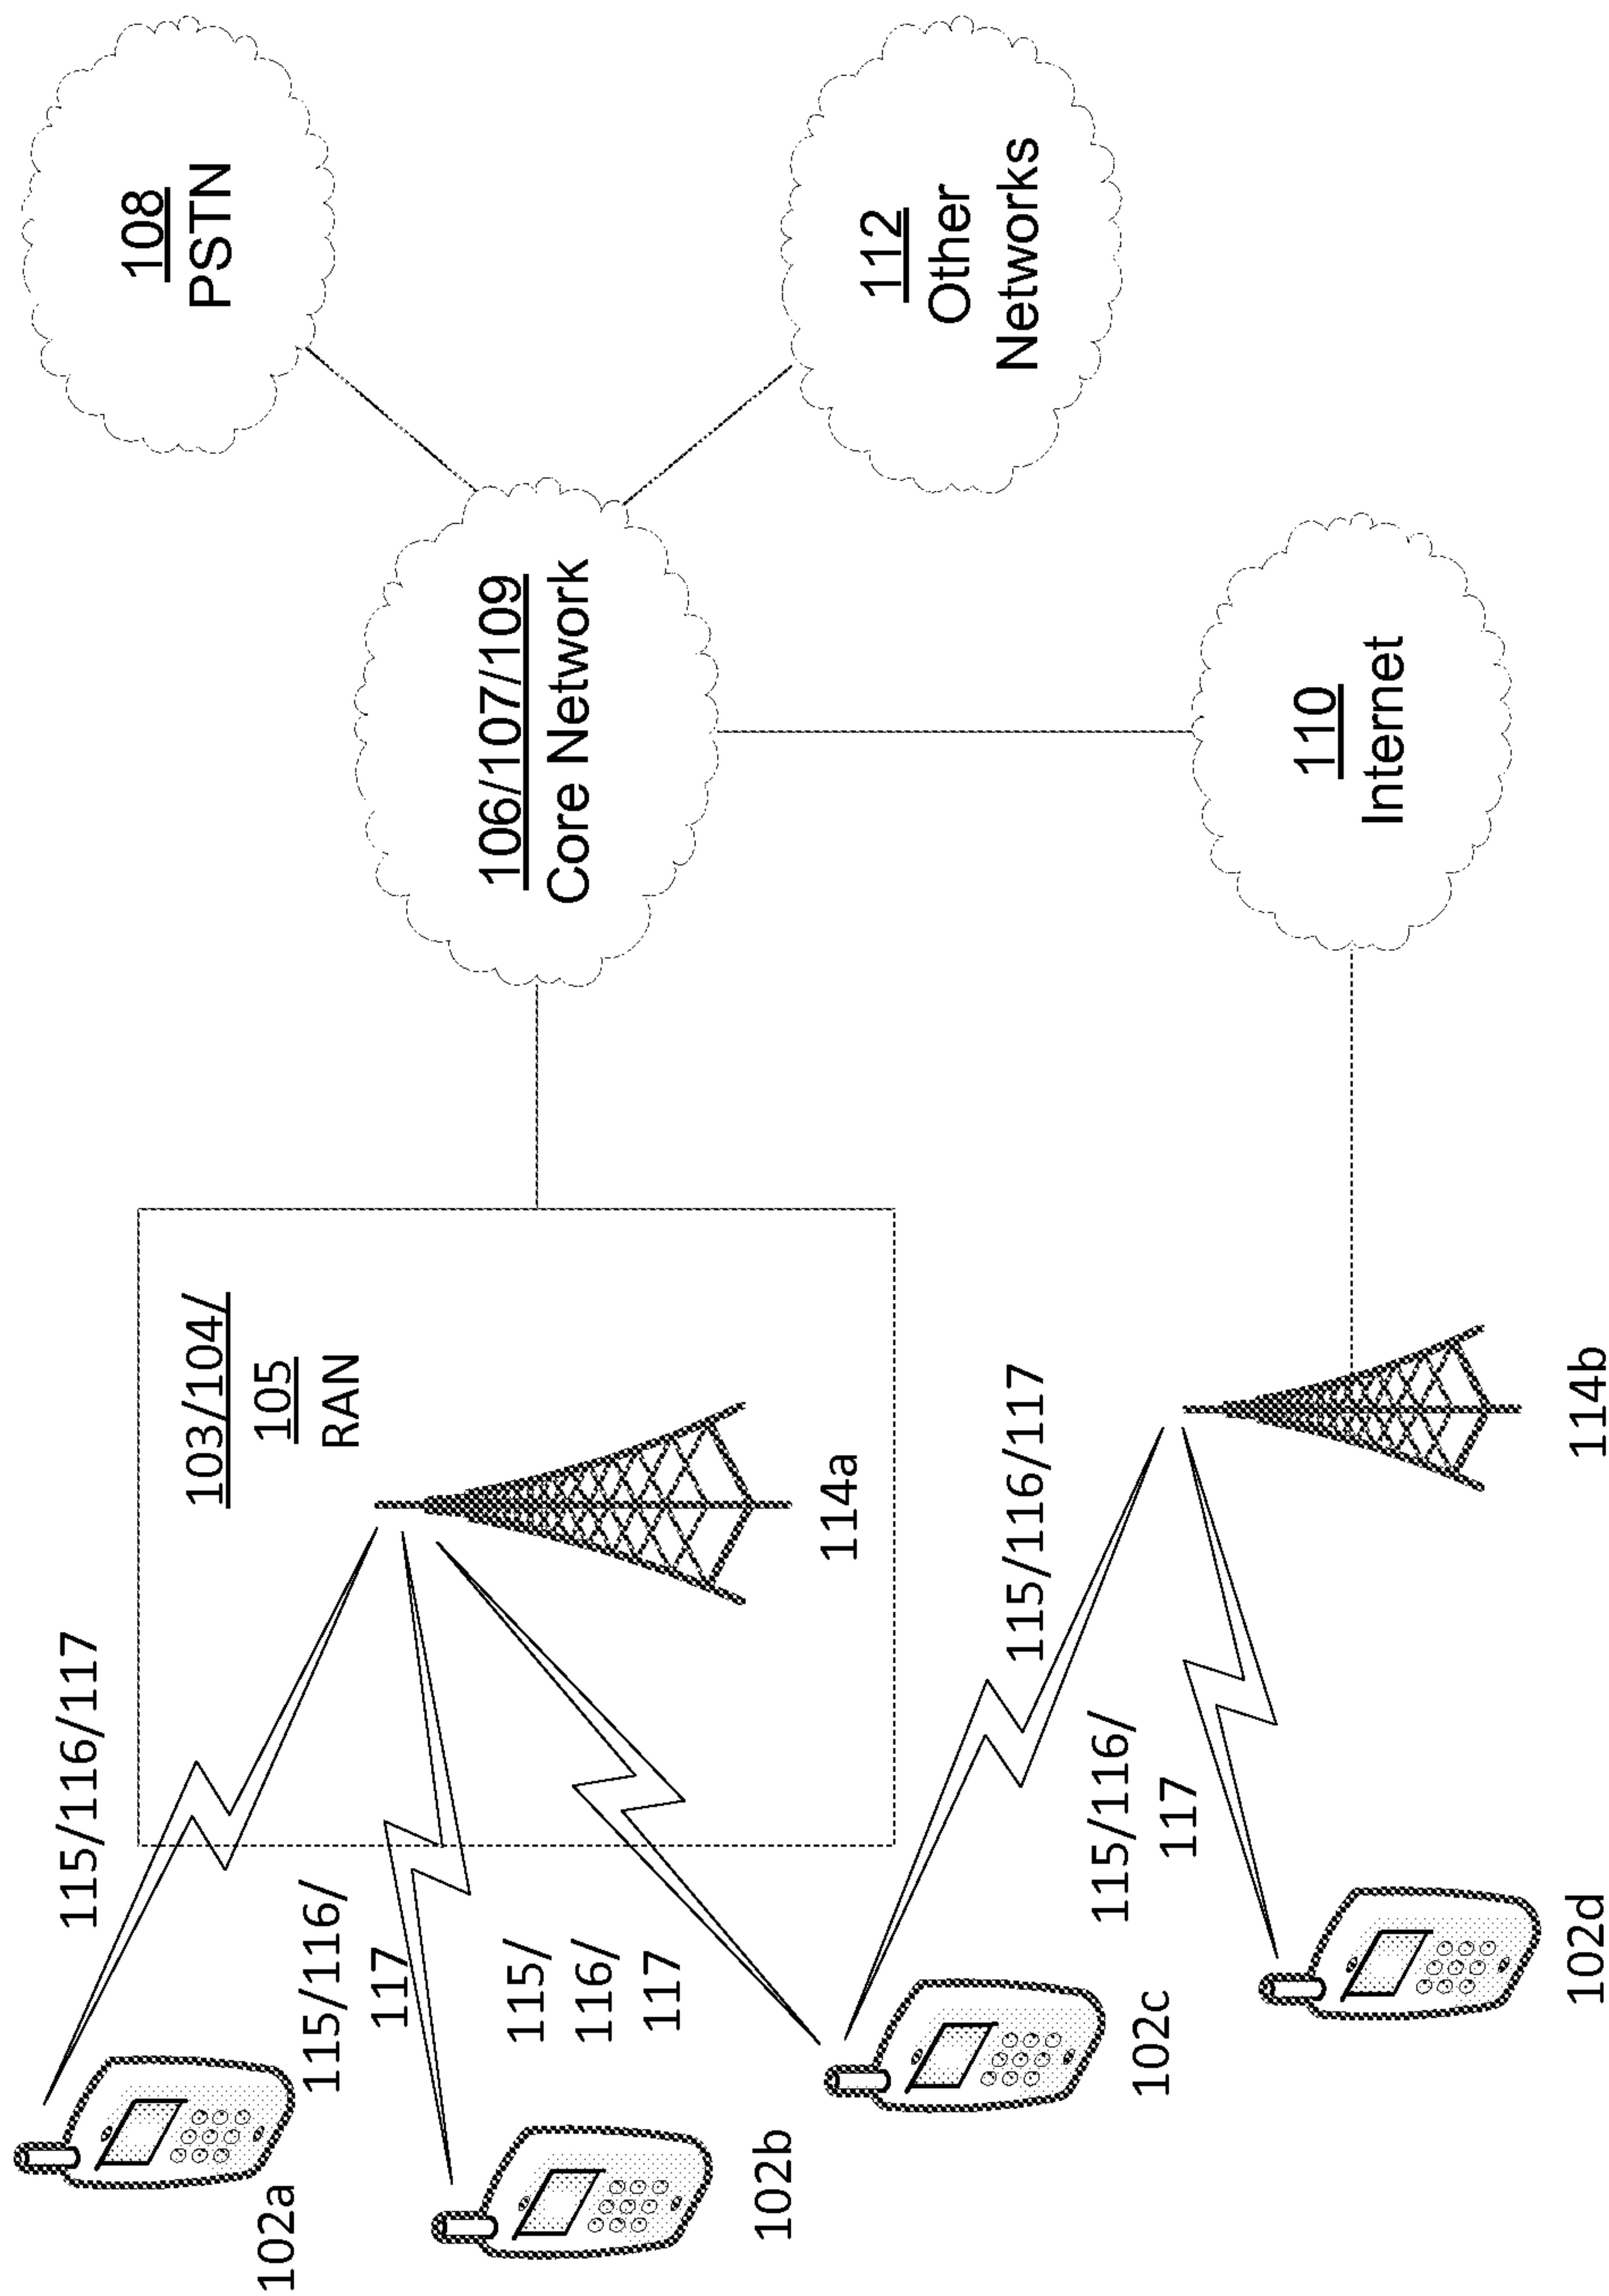 115/116/117
102a
103/104/
105
RAN
108
PSTN
115/116/
117
102b
115/
116/
117
114a
106/107/109
Core Network
112
Other
Networks
102c
115/116/117
115/116/
117
102d
114b
110
Internet